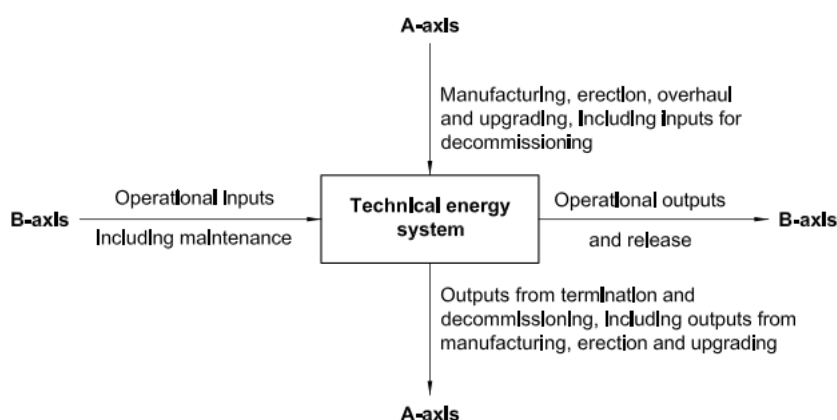 A-axis
Manufacturing, erection, overhaul
and upgrading, including inputs for
decommissioning
Operational inputs
B-axis
including maintenance
Technical energy
system
Operational outputs
B-axis
and release
Outputs from termination and
decommissioning, including outputs from
manufacturing, erection and upgrading
A-axis